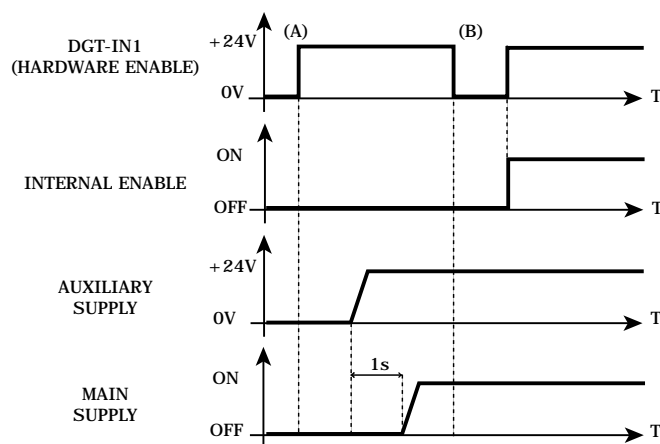 DGT-IN1
(HARDWARE ENABLE)
+24V
(A)
(B)
0V
T
INTERNAL ENABLE
ON
OFF
T
AUXILIARY
SUPPLY
+24V
0V
T
MAIN
SUPPLY
ON
1s
OFF
T